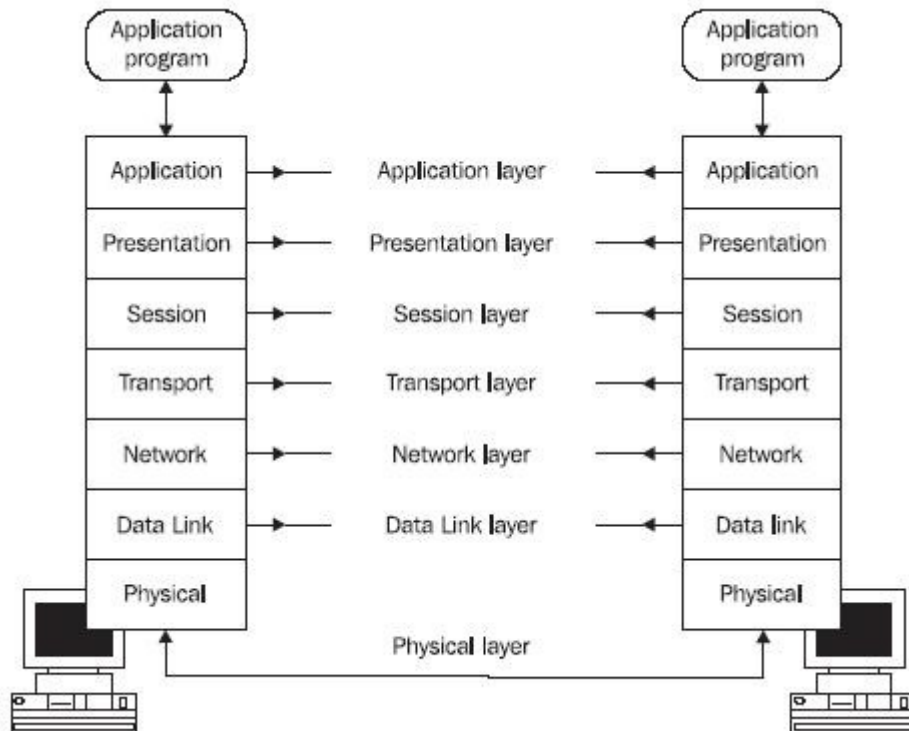 Application
program
Application
program
Application
Application layer
Application
Presentation
Presentation layer
Presentation
Session
Session layer
Session
Transport
Transport layer
Transport
Network
Network layer
Network
Data Link
Data Link layer
Data link
Physical
Physical
Physical layer